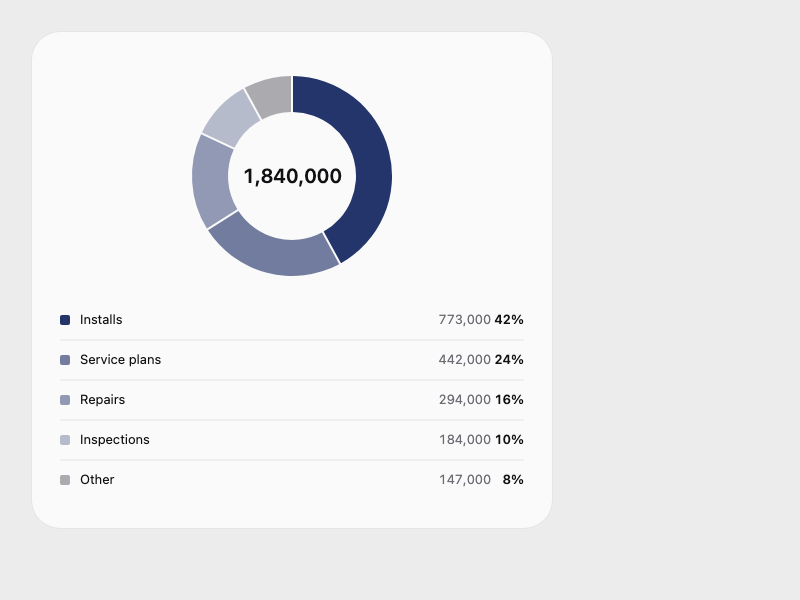 1,840,000
Installs 773,000 42%
Service plans 442,000 24%
Repairs 294,000 16%
Inspections 184,000 10%
Other 147,000 8%